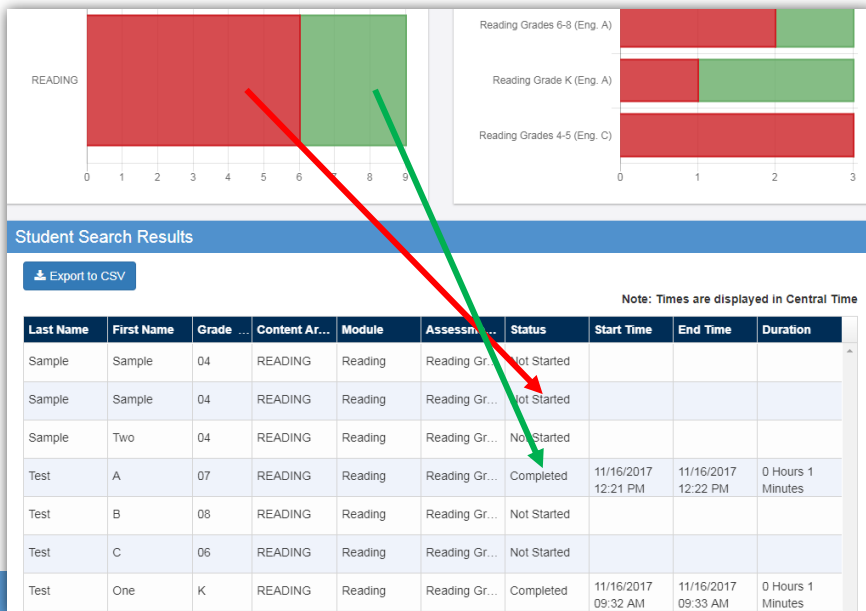 READING
0 1 2 3 4 5 6 8 9
Reading Grades 6-8 (Eng. A)
Reading Grade K (Eng. A)
Reading Grades 4-5 (Eng. C)
0 1 2 3
Student Search Results
Export to CSV
Note: Times are displayed in Central Time
Last Name First Name Grade ... Content Ar... Module Assessm... Status Start Time End Time Duration
Sample Sample 04 READING Reading Reading Gr... Not Started
Sample Sample 04 READING Reading Reading Gr... Not Started
Sample Two 04 READING Reading Reading Gr... Not Started
Test A 07 READING Reading Reading Gr... Completed 11/16/2017 11/16/2017 0 Hours 1
12:21 PM 12:22 PM Minutes
Test B 08 READING Reading Reading Gr... Not Started
Test C 06 READING Reading Reading Gr... Not Started
Test One K READING Reading Reading Gr... Completed 11/16/2017 11/16/2017 0 Hours 1
09:32 AM 09:33 AM Minutes